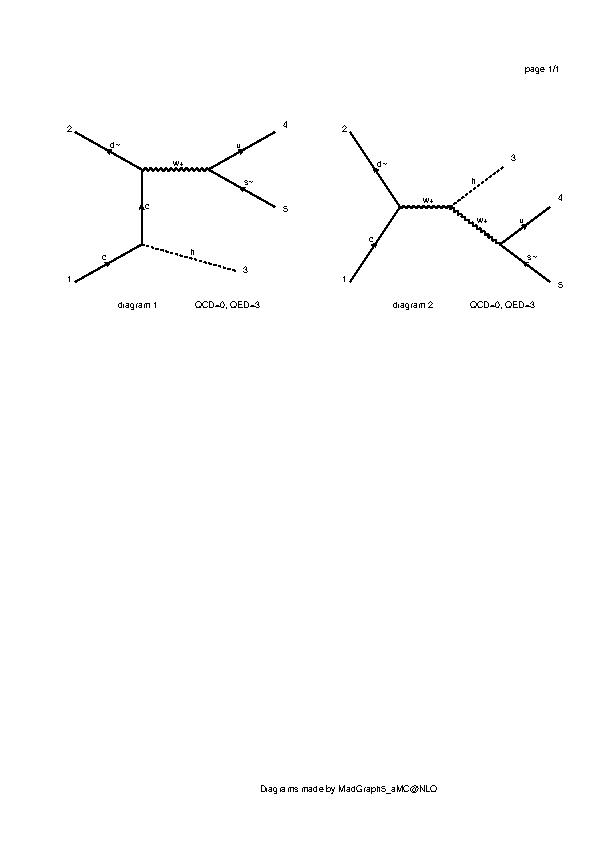 page 1/1
2
d~
w+
u
4
s~
5
c
c
1
h
3
diagram 1 QCD=0, QED=3
2
d~
3
h
w+
w+
4
u
s~
5
c
1
diagram 2 QCD=0, QED=3
Diagrams made by MadGraph5_aMC@NLO